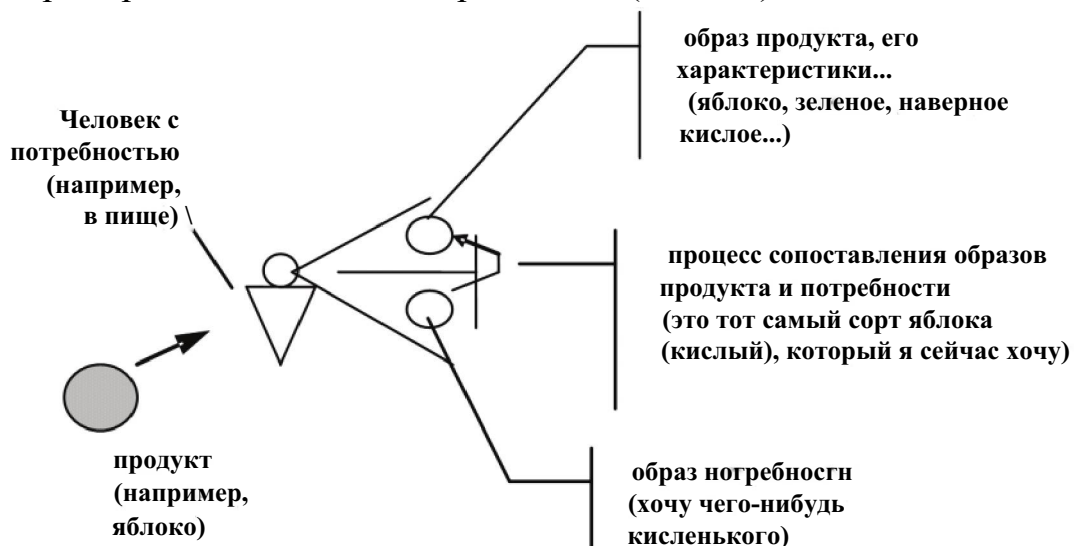 образ продукта, его
характеристики...
(яблоко, зеленое, наверное
кислое...)
Человек с
потребностью
(например,
в пище)
процесс сопоставления образов
продукта и потребности
(это тот самый сорт яблока
(кислый), который я сейчас хочу)
продукт
(например,
яблоко)
образ ногребносгн
(хочу чего-нибудь
кисленького)